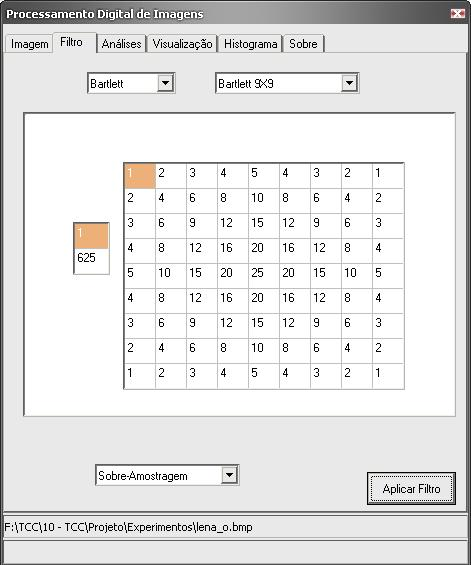 Processamento Digital de Imagens
Imagem Filtro Análises Visualização Histograma Sobre
Bartlett Bartlett 9X9
1 2 3 4 5 4 3 2 1
2 4 6 8 10 8 6 4 2
3 6 9 12 15 12 9 6 3
1
4 8 12 16 20 16 12 8 4
625
5 10 15 20 25 20 15 10 5
4 8 12 16 20 16 12 8 4
3 6 9 12 15 12 9 6 3
2 4 6 8 10 8 6 4 2
1 2 3 4 5 4 3 2 1
Sobre-Amostragem
Aplicar Filtro
F:\TCC\10 - TCC\Projeto\Experimentos\lena_o.bmp